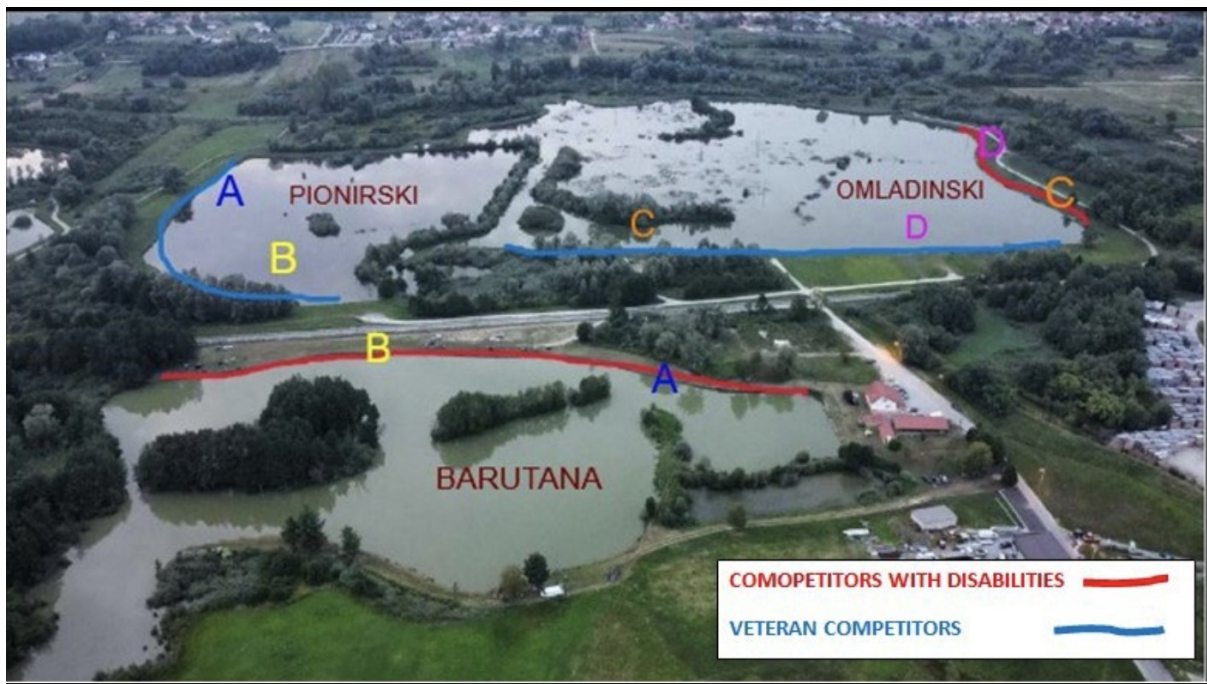 D
A
PIONIRSKI
OMLADINSKI
C
C
D
B
B
A
BARUTANA
COMOPETITORS WITH DISABILITIES
VETERAN COMPETITORS